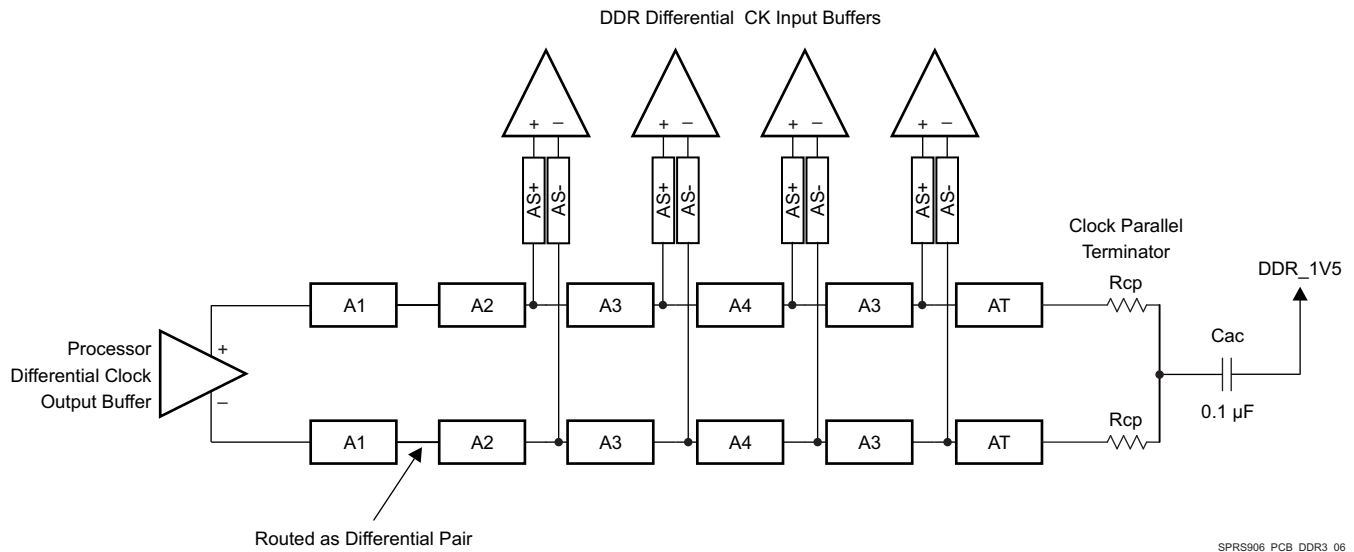 DDR Differential CK Input Buffers
+ – + – + – + –
AS+ AS- AS+ AS- AS+ AS- AS+ AS-
Clock Parallel
Terminator
DDR_1V5
Rcp
A1 A2 A3 A4 A3 AT
Cac
Processor
Differential Clock
Output Buffer
+
–
0.1 µF
Rcp
A1 A2 A3 A4 A3 AT
Routed as Differential Pair
SPRS906_PCB_DDR3_06